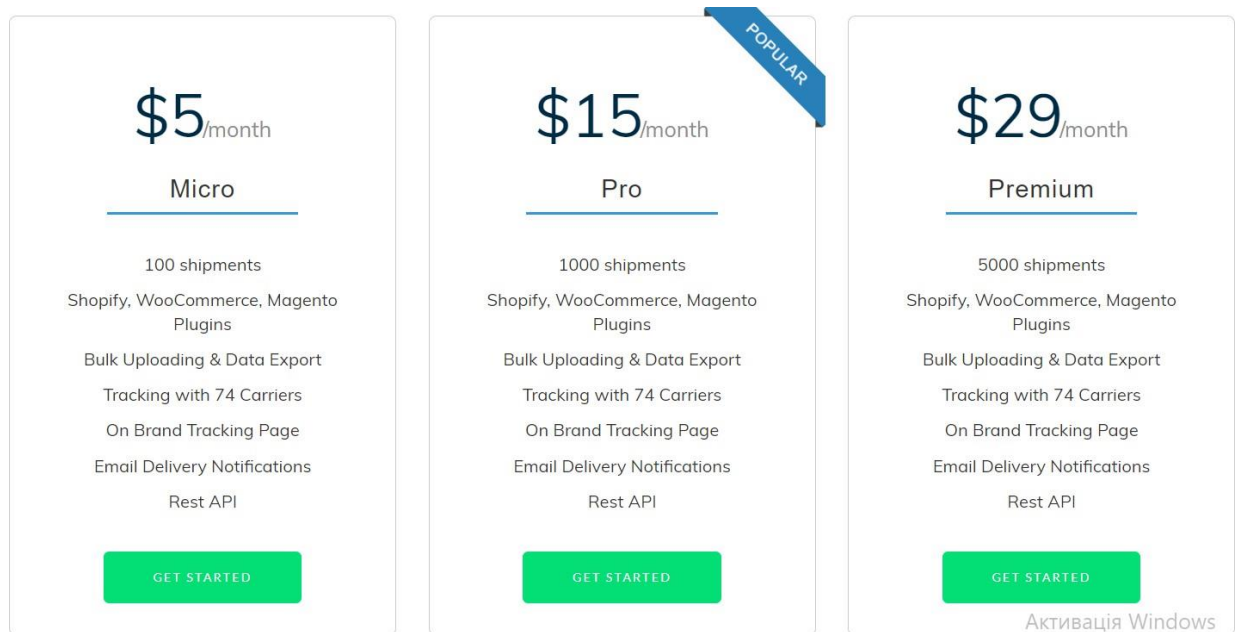 POPULAR
$5/month
Micro
100 shipments
Shopify, WooCommerce, Magento
Plugins
Bulk Uploading & Data Export
Tracking with 74 Carriers
On Brand Tracking Page
Email Delivery Notifications
Rest API
GET STARTED
$15/month
Pro
1000 shipments
Shopify, WooCommerce, Magento
Plugins
Bulk Uploading & Data Export
Tracking with 74 Carriers
On Brand Tracking Page
Email Delivery Notifications
Rest API
GET STARTED
$29/month
Premium
5000 shipments
Shopify, WooCommerce, Magento
Plugins
Bulk Uploading & Data Export
Tracking with 74 Carriers
On Brand Tracking Page
Email Delivery Notifications
Rest API
GET STARTED
Активація Windows